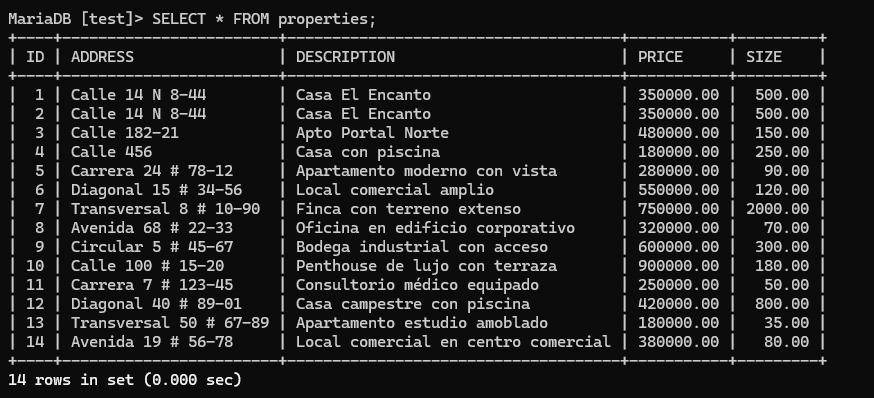 MariaDB [test]> SELECT * FROM properties;
+----+------------------------+-------------------------------------+-----------+---------+
| ID | ADDRESS                | DESCRIPTION                         | PRICE     | SIZE    |
+----+------------------------+-------------------------------------+-----------+---------+
|  1 | Calle 14 N 8-44        | Casa El Encanto                     | 350000.00 |  500.00 |
|  2 | Calle 14 N 8-44        | Casa El Encanto                     | 350000.00 |  500.00 |
|  3 | Calle 182-21           | Apto Portal Norte                   | 480000.00 |  150.00 |
|  4 | Calle 456              | Casa con piscina                    | 180000.00 |  250.00 |
|  5 | Carrera 24 # 78-12     | Apartamento moderno con vista       | 280000.00 |   90.00 |
|  6 | Diagonal 15 # 34-56    | Local comercial amplio              | 550000.00 |  120.00 |
|  7 | Transversal 8 # 10-90  | Finca con terreno extenso           | 750000.00 | 2000.00 |
|  8 | Avenida 68 # 22-33     | Oficina en edificio corporativo     | 320000.00 |   70.00 |
|  9 | Circular 5 # 45-67     | Bodega industrial con acceso        | 600000.00 |  300.00 |
| 10 | Calle 100 # 15-20      | Penthouse de lujo con terraza       | 900000.00 |  180.00 |
| 11 | Carrera 7 # 123-45     | Consultorio médico equipado         | 250000.00 |   50.00 |
| 12 | Diagonal 40 # 89-01    | Casa campestre con piscina          | 420000.00 |  800.00 |
| 13 | Transversal 50 # 67-89 | Apartamento estudio amoblado        | 180000.00 |   35.00 |
| 14 | Avenida 19 # 56-78     | Local comercial en centro comercial | 380000.00 |   80.00 |
+----+------------------------+-------------------------------------+-----------+---------+
14 rows in set (0.000 sec)